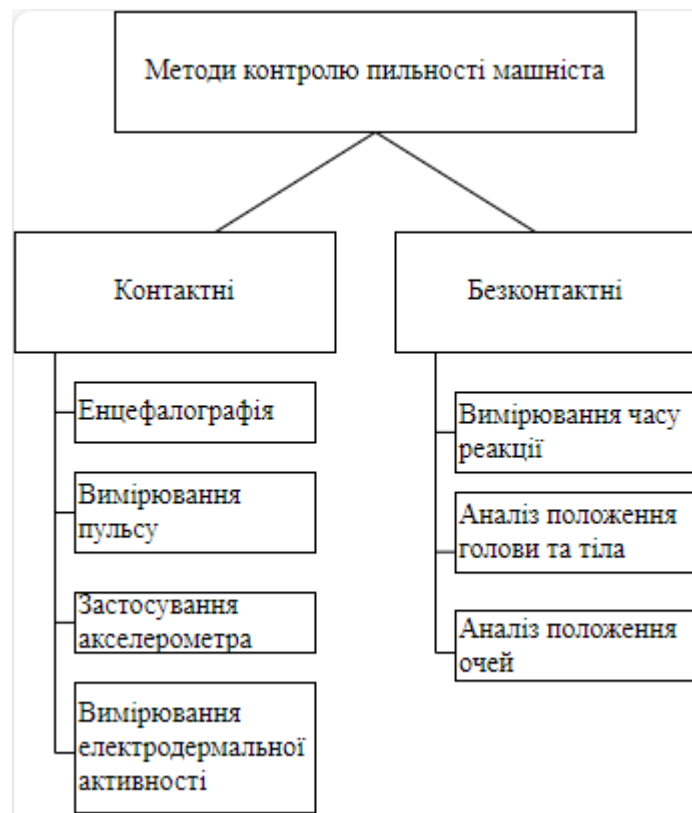 Методи контролю пильності машніста
Контактні
Безконтактні
Енцефалографія
Вимірювання
пульсу
Застосування
акселерометра
Вимірювання
електродермальної
активності
Вимірювання часу
реакції
Аналіз положення
голови та тіла
Аналіз положення
очей